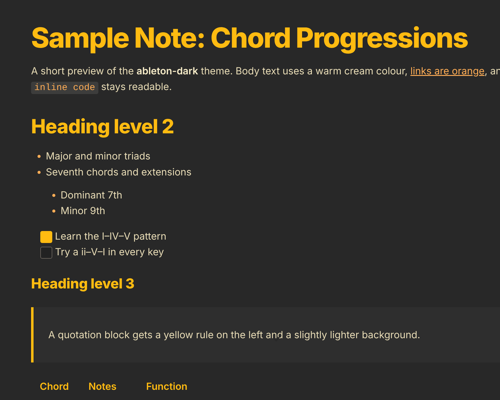 Sample Note: Chord Progressions
A short preview of the ableton-dark theme. Body text uses a warm cream colour, links are orange,
inline code stays readable.
Heading level 2
Major and minor triads
Seventh chords and extensions
Dominant 7th
Minor 9th
Learn the I–IV–V pattern
Try a ii–V–I in every key
Heading level 3
A quotation block gets a yellow rule on the left and a slightly lighter background.
Chord Notes Function